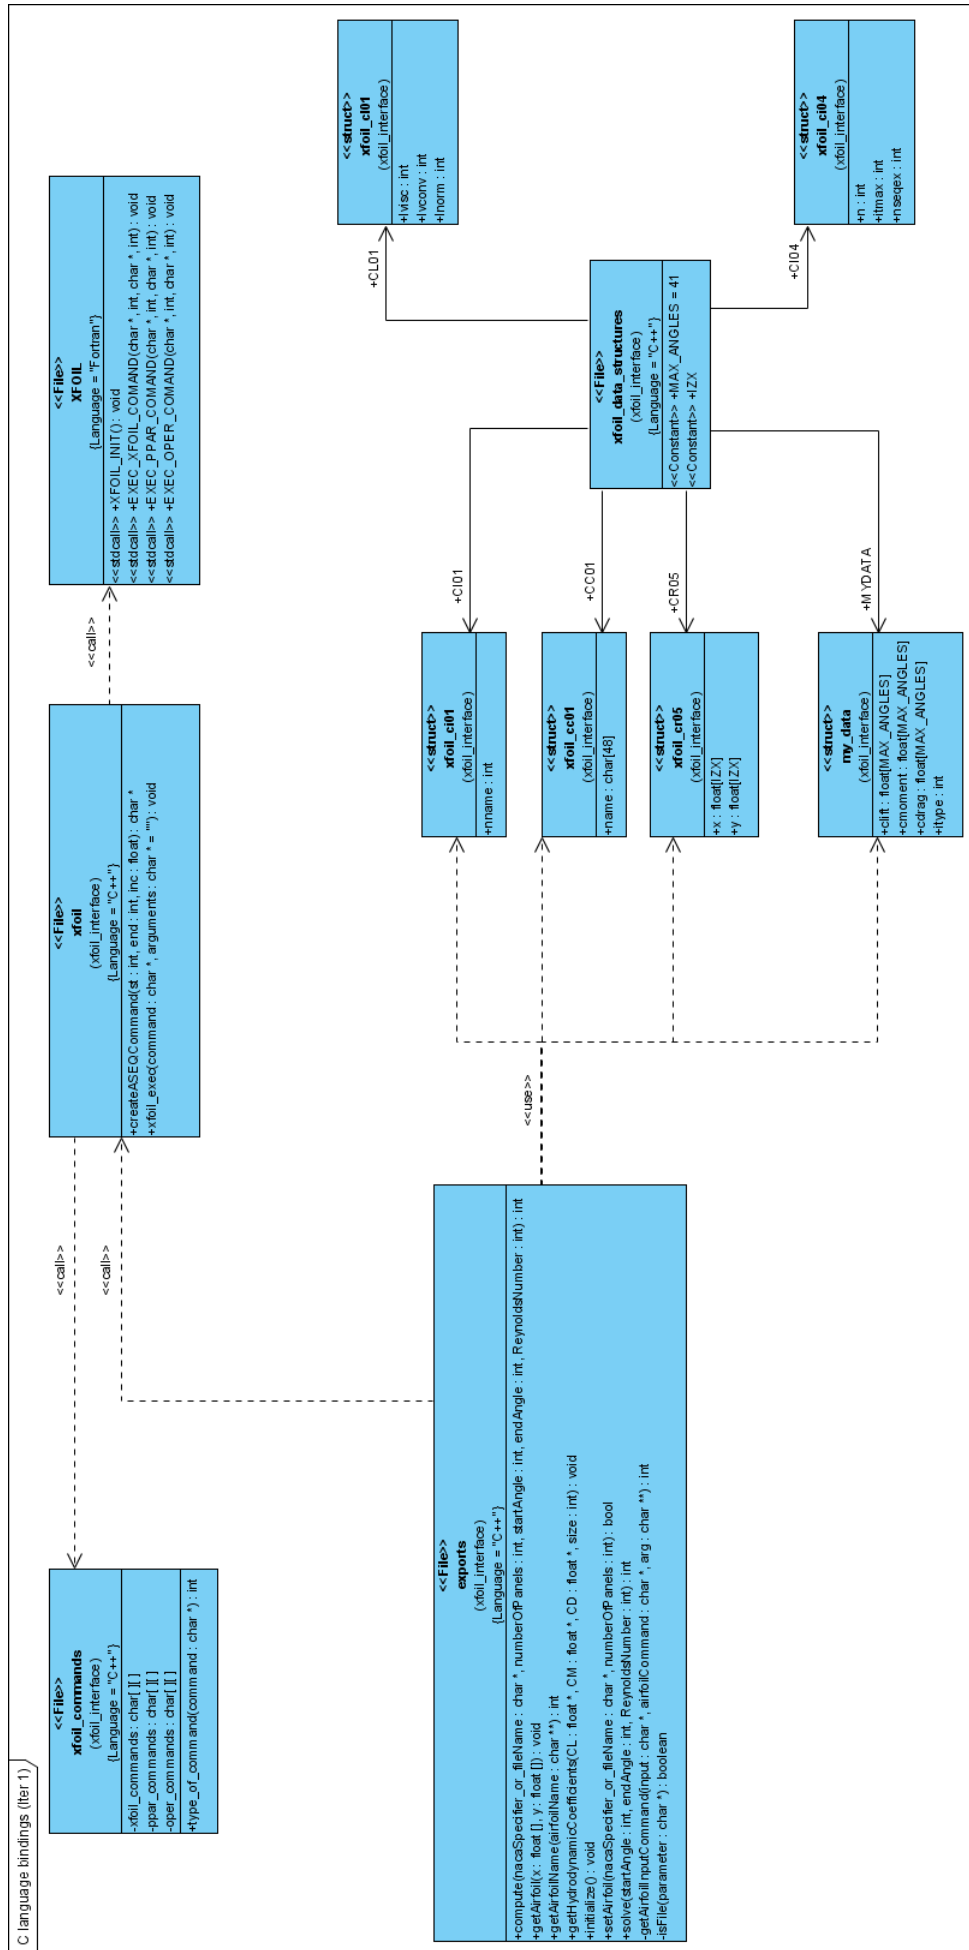 C language bindings (Iter 1)
<<File>>
xfoil_commands
(xfoil_interface)
{Language = "C++"}
-xfoil_commands : char[ ][ ]
-ppar_commands : char[ ][ ]
-oper_commands : char[ ][ ]
+type_of_command(command : char *) : int
<<call>>
<<call>>
<<File>>
xfoil
(xfoil_interface)
{Language = "C++"}
+createASEQCommand(st : int, end : int, inc : float) : char *
+xfoil_exec(command : char *, arguments : char * = "") : void
<<call>>
<<File>>
XFOIL
{Language = "Fortran"}
<<stdcall>> +XFOIL_INIT() : void
<<stdcall>> +EXEC_XFOIL_COMAND(char *, int, char *, int) : void
<<stdcall>> +EXEC_PPAR_COMAND(char *, int, char *, int) : void
<<stdcall>> +EXEC_OPER_COMAND(char *, int, char *, int) : void
<<File>>
exports
(xfoil_interface)
{Language = "C++"}
+compute(nacaSpecifier_or_fileName : char *, numberOfPanels : int, startAngle : int, endAngle : int, ReynoldsNumber : int) : int
+getAirfoil(x : float [], y : float []) : void
+getAirfoilName(airfoilName : char **) : int
+getHydrodynamicCoefficients(CL : float *, CM : float *, CD : float *, size : int) : void
+initialize() : void
+setAirfoil(nacaSpecifier_or_fileName : char *, numberOfPanels : int) : bool
+solve(startAngle : int, endAngle : int, ReynoldsNumber : int) : int
-getAirfoilInputCommand(input : char *, airfoilCommand : char *, arg : char **) : int
-isFile(parameter : char *) : boolean
<<use>>
<<struct>>
xfoil_ci01
(xfoil_interface)
+nname : int
<<struct>>
xfoil_cc01
(xfoil_interface)
+name : char[48]
<<struct>>
xfoil_cr05
(xfoil_interface)
+x : float[IZX]
+y : float[IZX]
<<struct>>
my_data
(xfoil_interface)
+clift : float[MAX_ANGLES]
+cmoment : float[MAX_ANGLES]
+cdrag : float[MAX_ANGLES]
+itype : int
+CI01
+CC01
+CR05
+MYDATA
<<File>>
xfoil_data_structures
(xfoil_interface)
{Language = "C++"}
<<Constant>> +MAX_ANGLES = 41
<<Constant>> +IZX
+CL01
+CI04
<<struct>>
xfoil_cl01
(xfoil_interface)
+lvisc : int
+lvconv : int
+lnorm : int
<<struct>>
xfoil_ci04
(xfoil_interface)
+n : int
+itmax : int
+nseqex : int